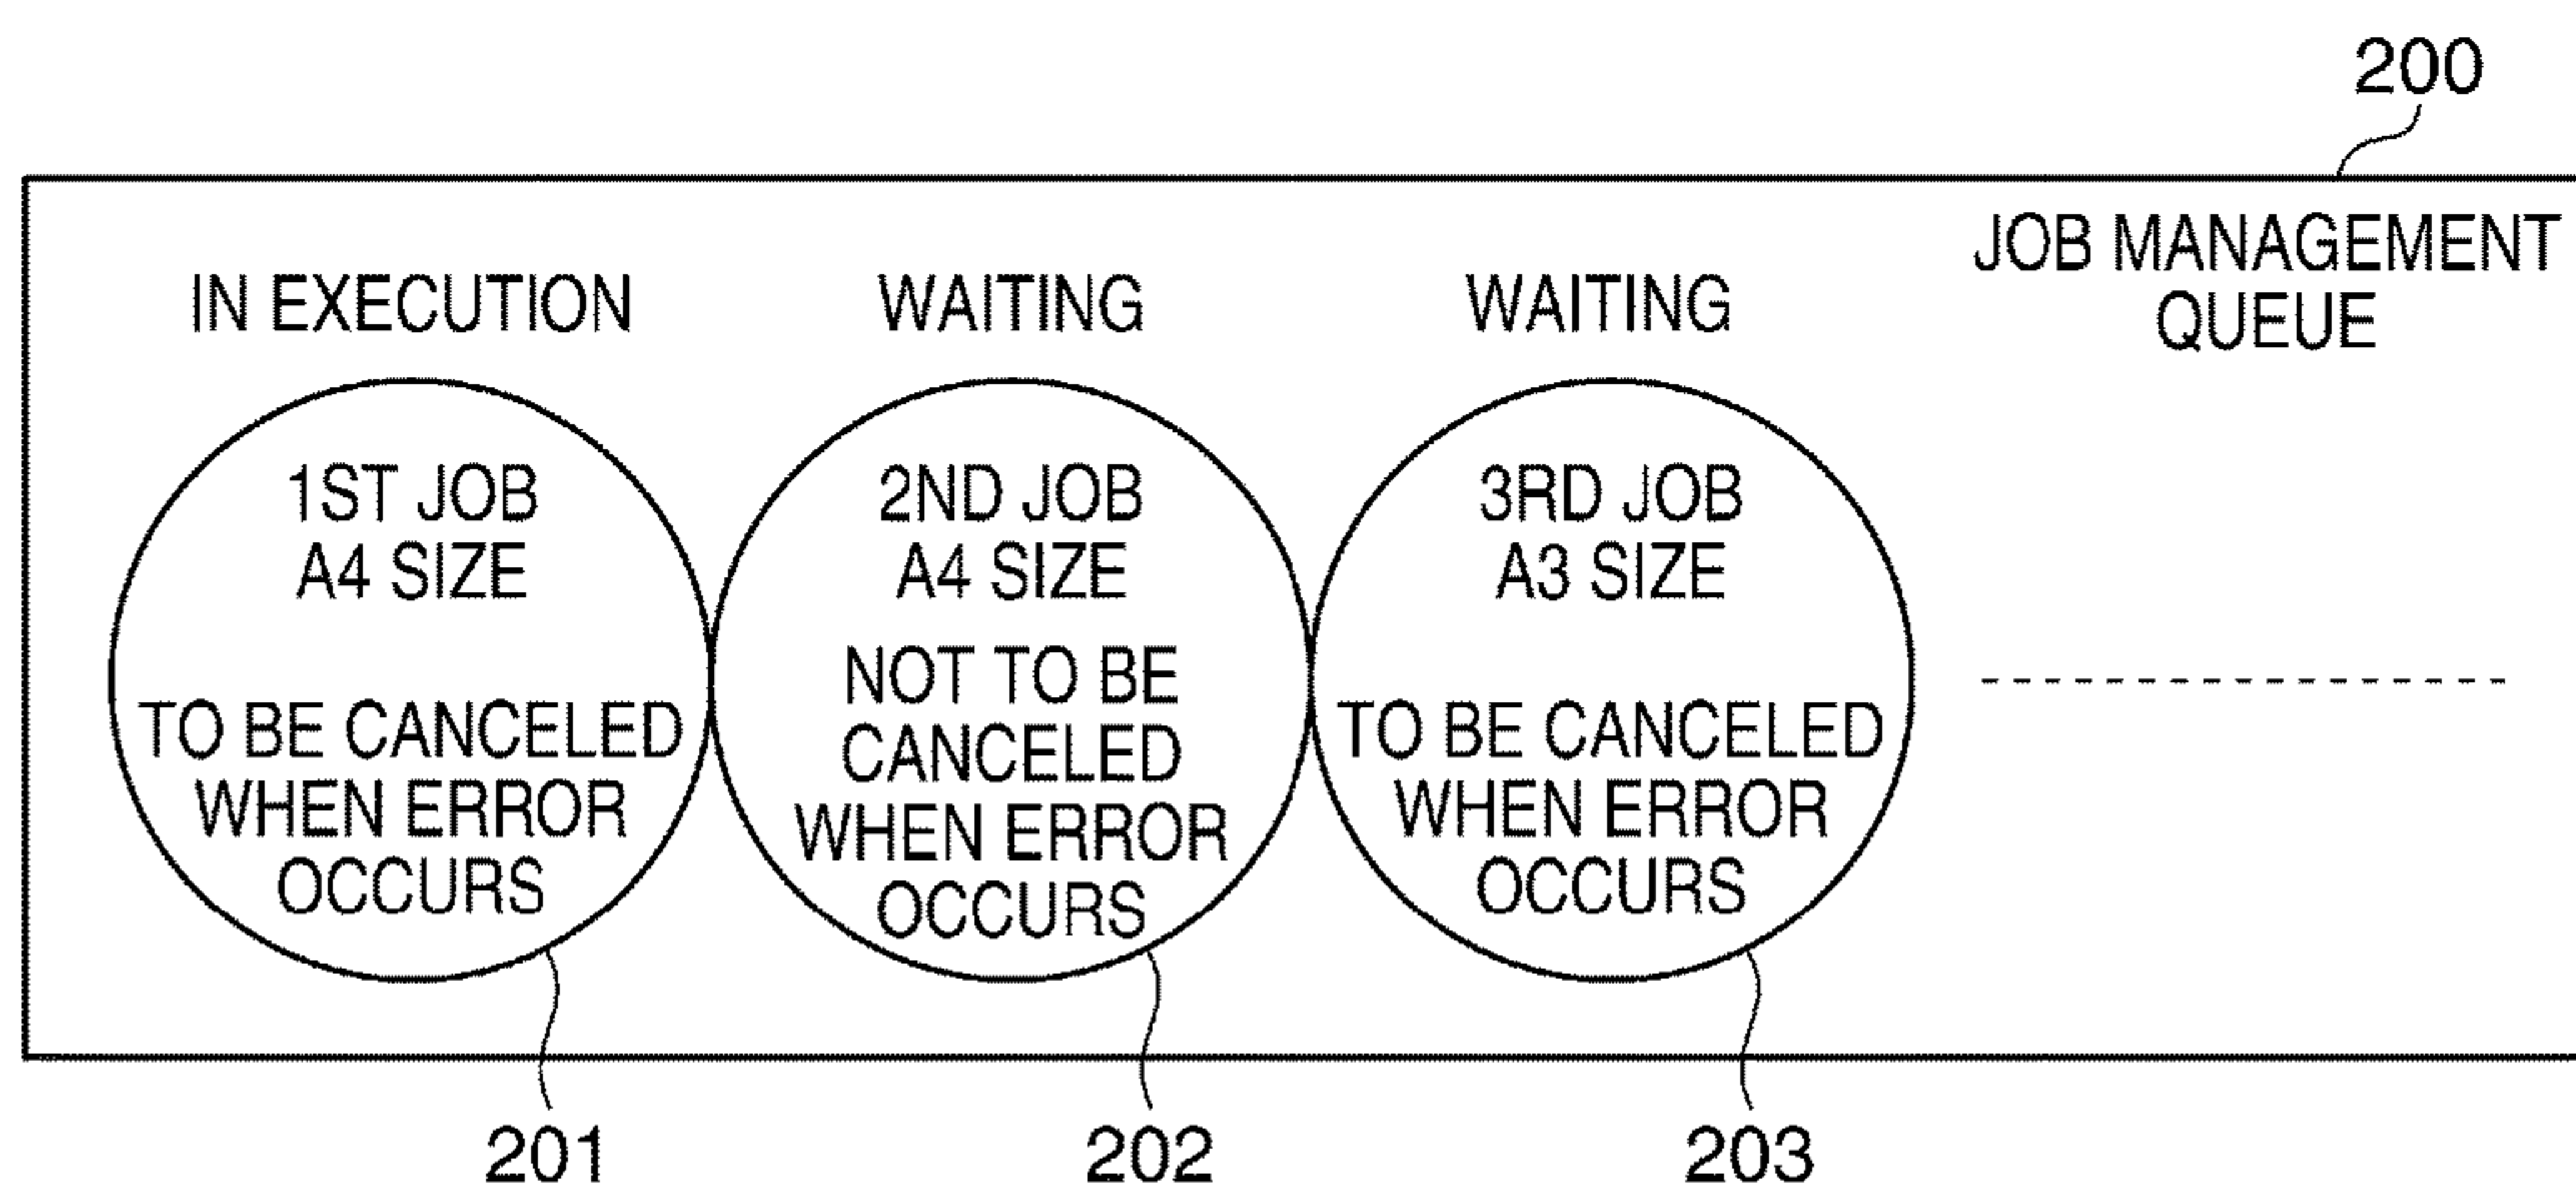 200
JOB MANAGEMENT
QUEUE
IN EXECUTION
WAITING
WAITING
1ST JOB
A4 SIZE
TO BE CANCELED
WHEN ERROR
OCCURS
2ND JOB
A4 SIZE
NOT TO BE
CANCELED
WHEN ERROR
OCCURS
3RD JOB
A3 SIZE
TO BE CANCELED
WHEN ERROR
OCCURS
201
202
203